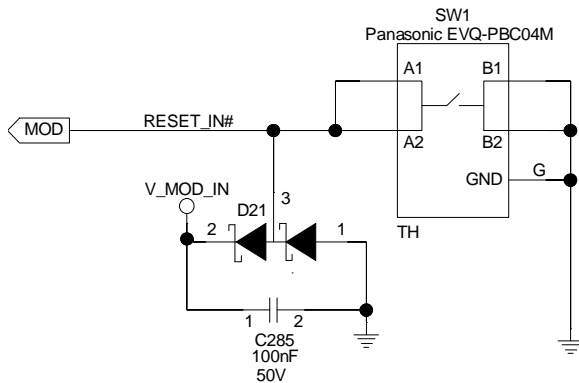 SW1
Panasonic EVQ-PBC04M
A1
B1
MOD
RESET_IN#
A2
B2
GND
G
V_MOD_IN
3
D21
2
1
TH
1
2
C285
100nF
50V